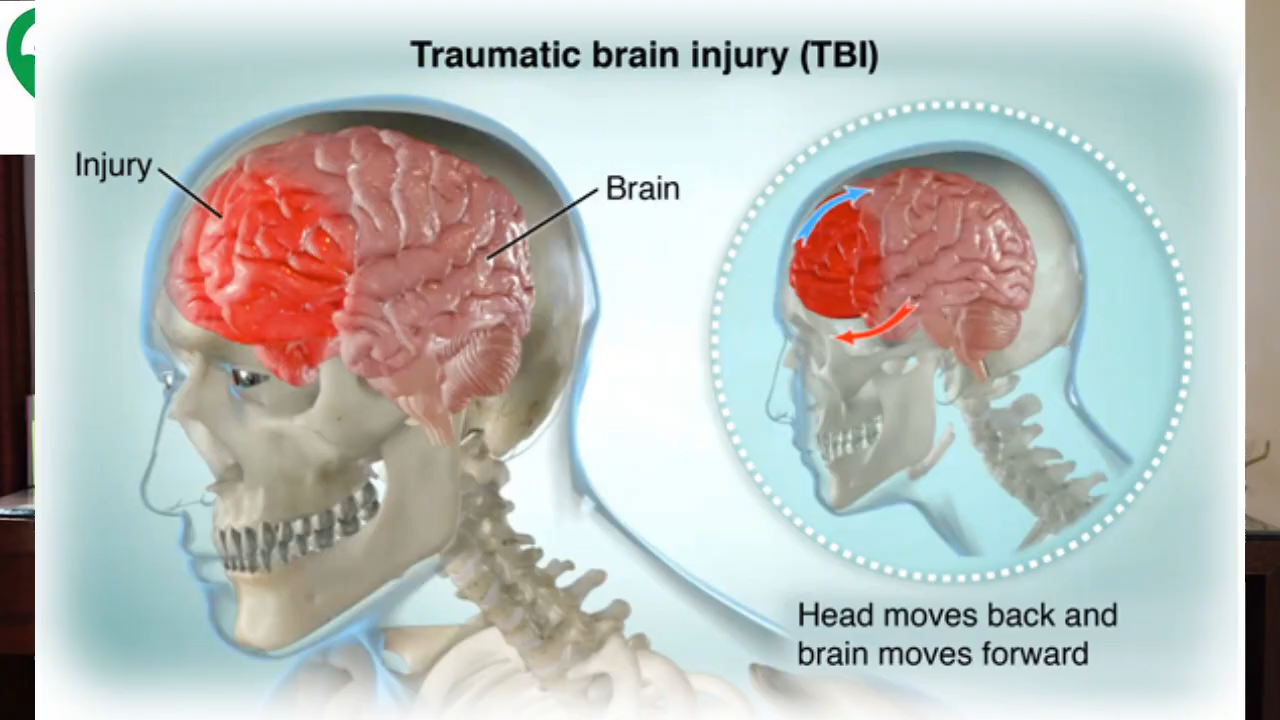 Traumatic brain injury (TBI)
Injury
Brain
Head moves back and
brain moves forward